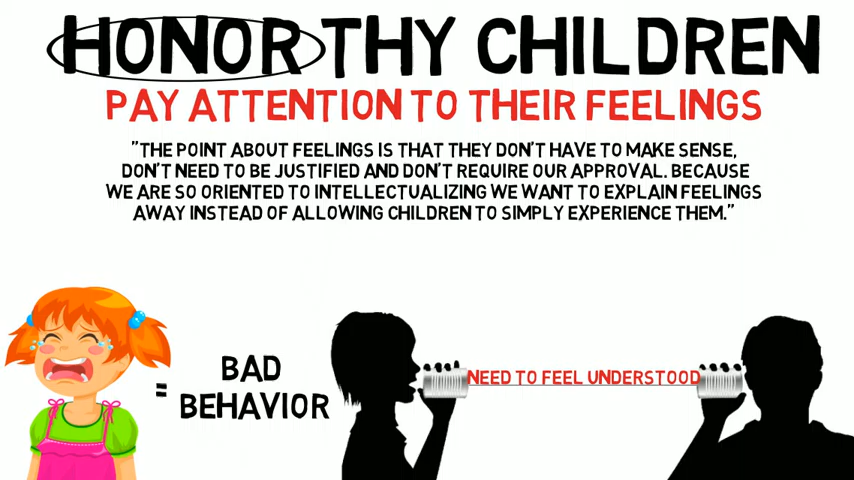 HONOR THY CHILDREN
PAY ATTENTION TO THEIR FEELINGS
"THE POINT ABOUT FEELINGS IS THAT THEY DON'T HAVE TO MAKE SENSE,
DON'T NEED TO BE JUSTIFIED AND DON'T REQUIRE OUR APPROVAL. BECAUSE
WE ARE SO ORIENTED TO INTELLECTUALIZING WE WANT TO EXPLAIN FEELINGS
AWAY INSTEAD OF ALLOWING CHILDREN TO SIMPLY EXPERIENCE THEM."
= BAD
BEHAVIOR
NEED TO FEEL UNDERSTOOD